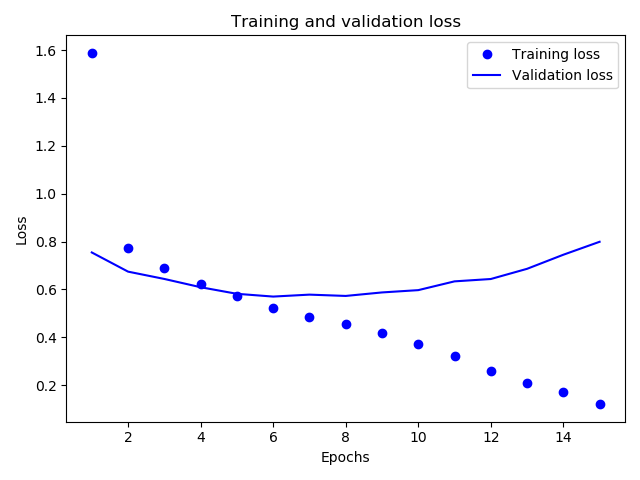 Training and validation loss
Training loss
Validation loss
1.6
1.4
1.2
1.0
0.8
0.6
0.4
0.2
Loss
2 4 6 8 10 12 14
Epochs